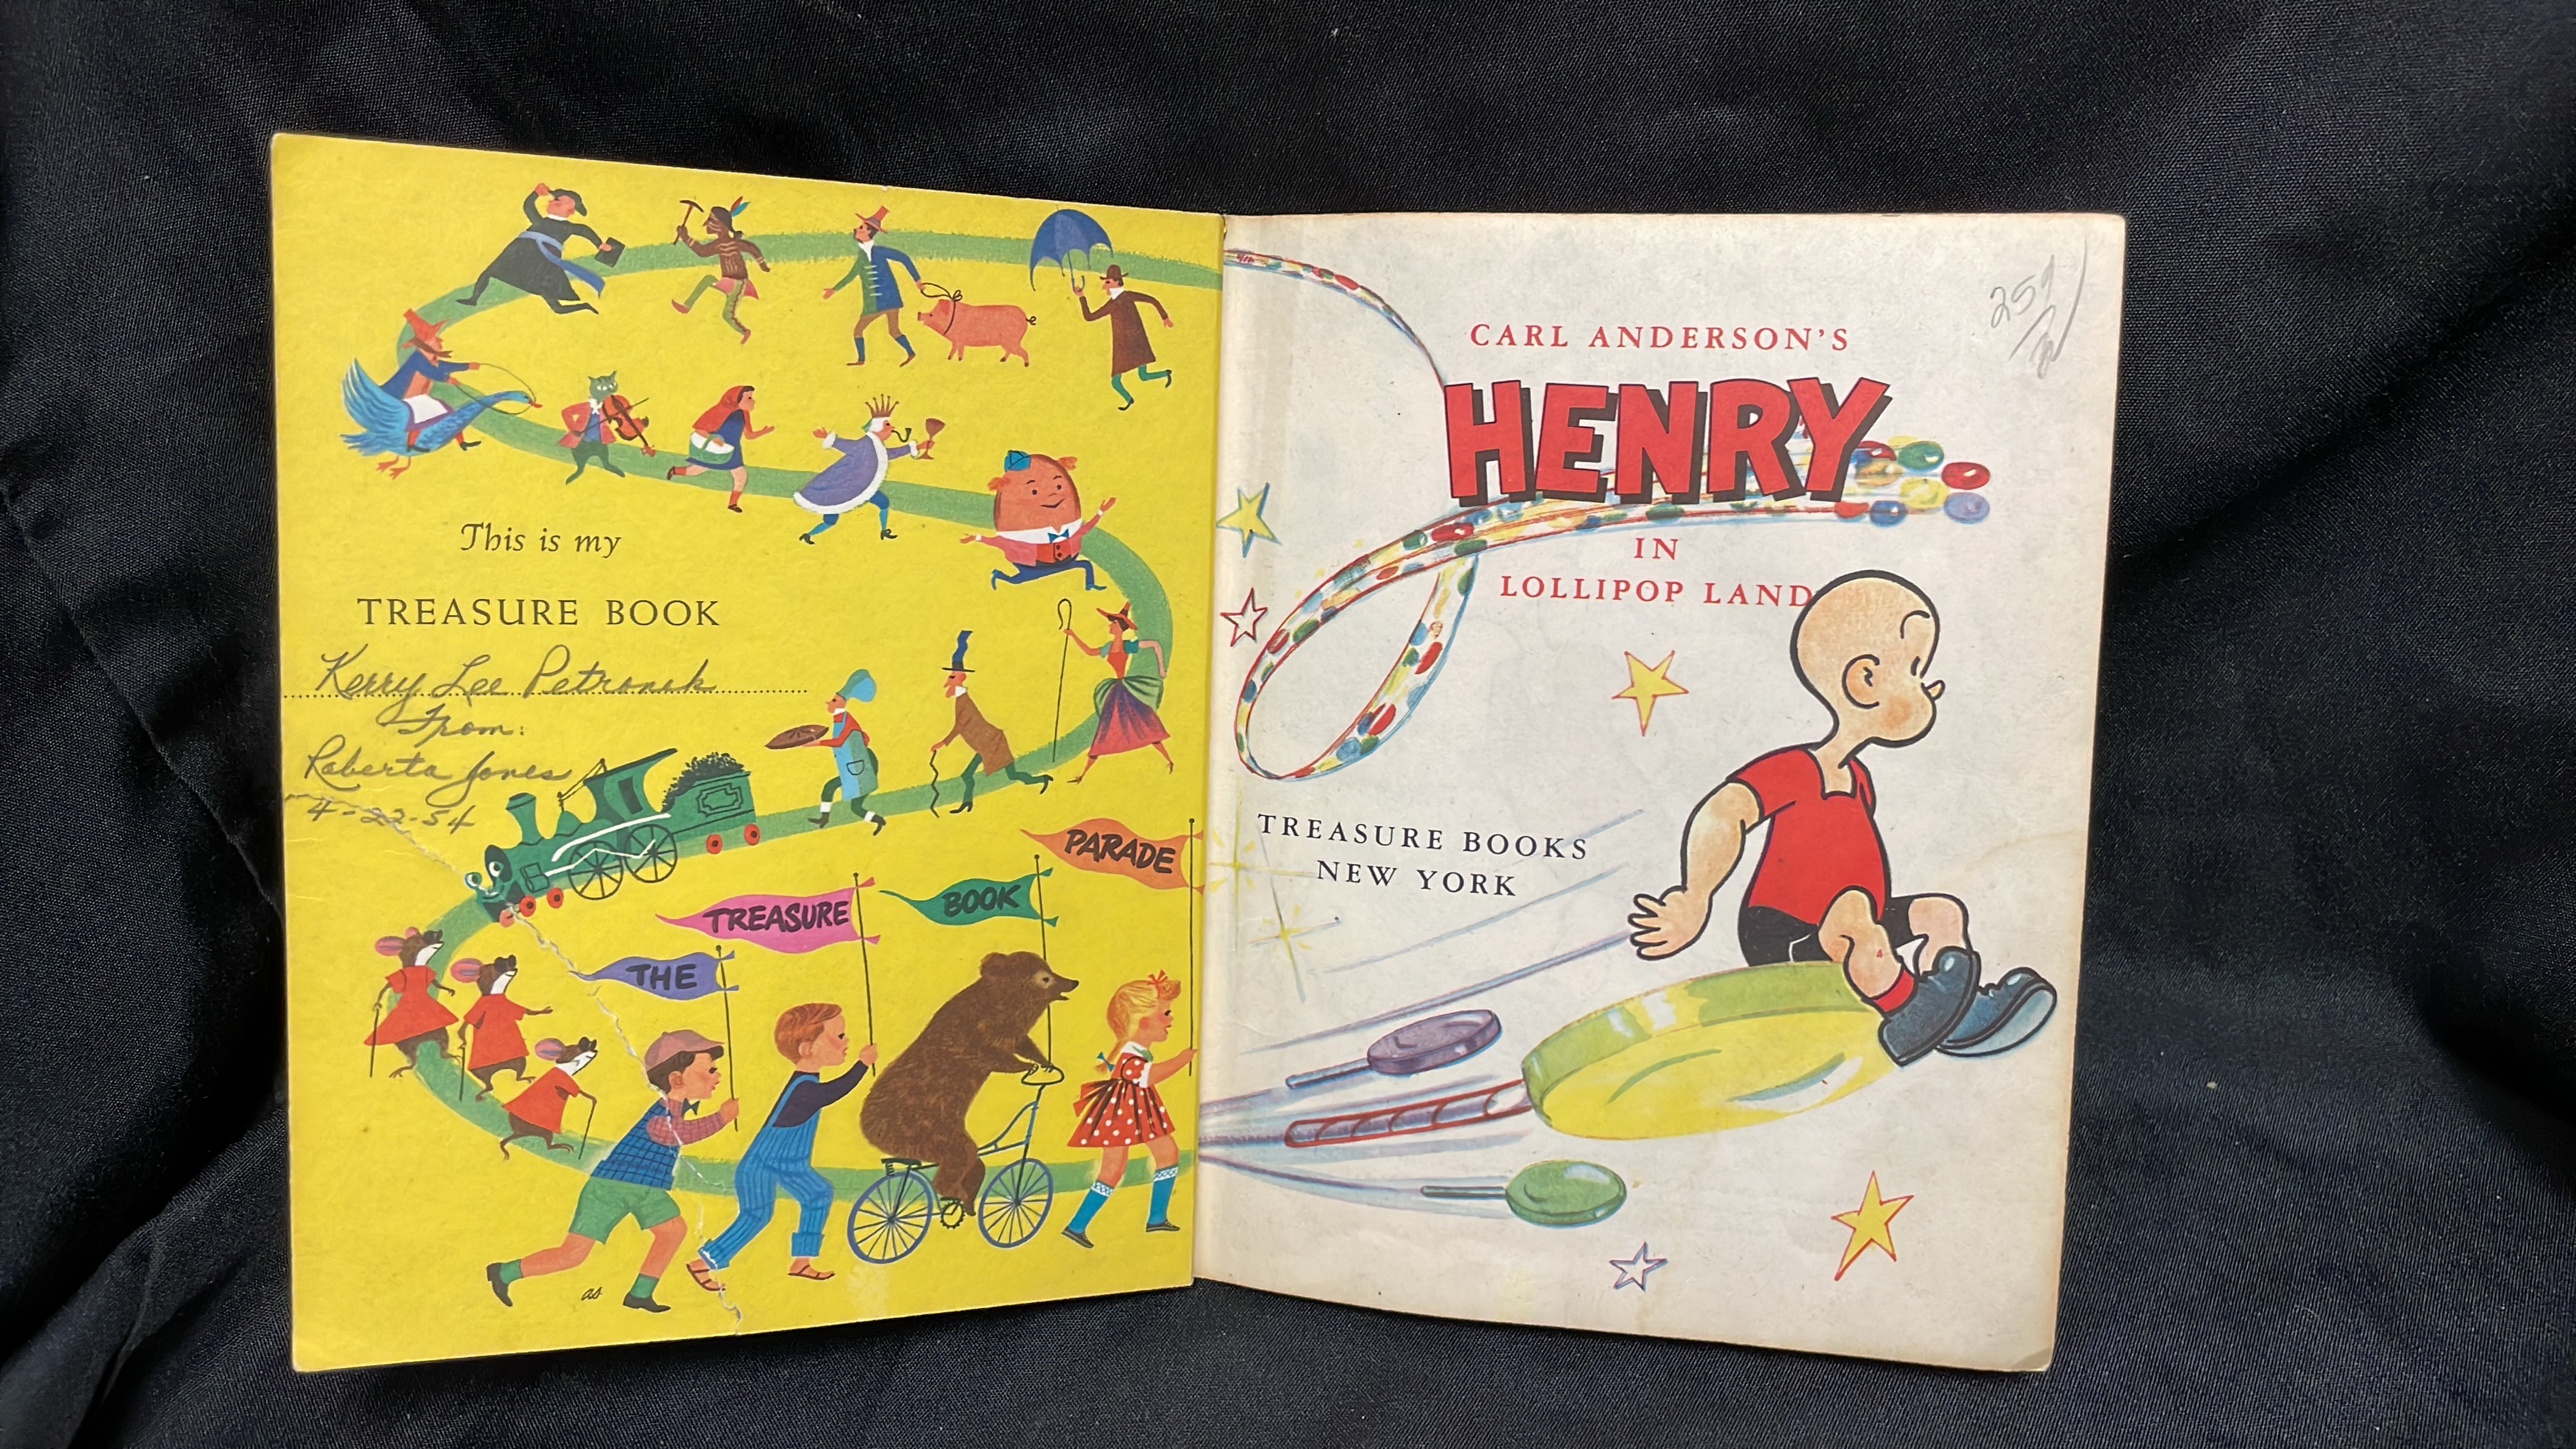 This is my
TREASURE BOOK
Kerry Lee Petronek
From:
Roberta Jones
4-22-54
THE
TREASURE
BOOK
PARADE
as
CARL ANDERSON'S
HENRY
IN
LOLLIPOP LAND
TREASURE BOOKS
NEW YORK